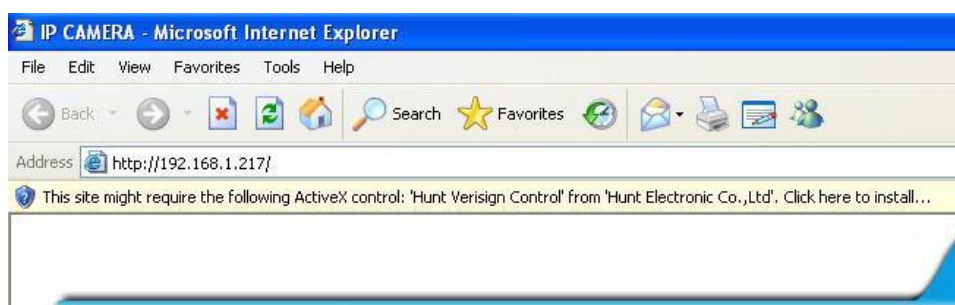 IP CAMERA - Microsoft Internet Explorer
File Edit View Favorites Tools Help
Back Search Favorites
Address http://192.168.1.217/
This site might require the following ActiveX control: 'Hunt Verisign Control' from 'Hunt Electronic Co.,Ltd'. Click here to install...